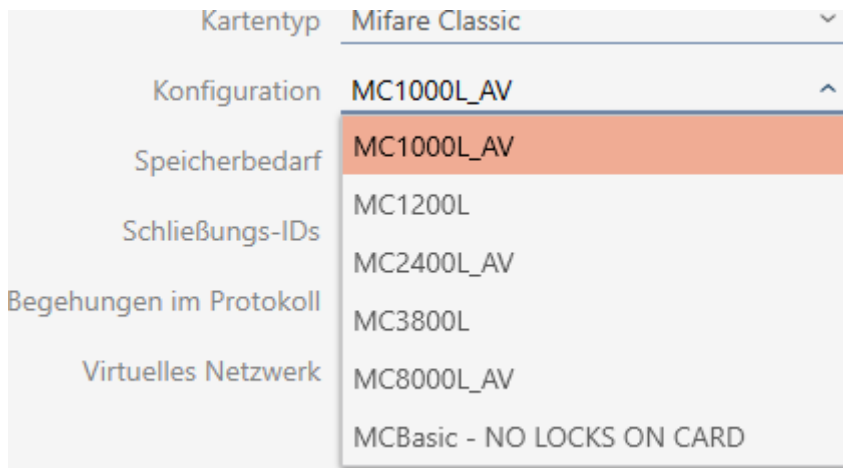 Kartentyp Mifare Classic
Konfiguration MC1000L_AV
MC1000L_AV
Speicherbedarf
MC1200L
Schließungs-IDs
MC2400L_AV
Begehungen im Protokoll
MC3800L
Virtuelles Netzwerk
MC8000L_AV
MCBasic - NO LOCKS ON CARD